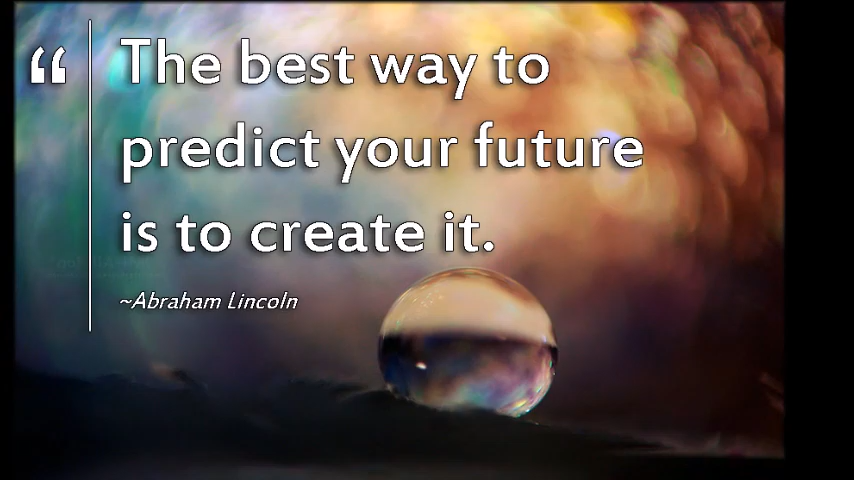 “ The best way to
predict your future
is to create it.
~Abraham Lincoln